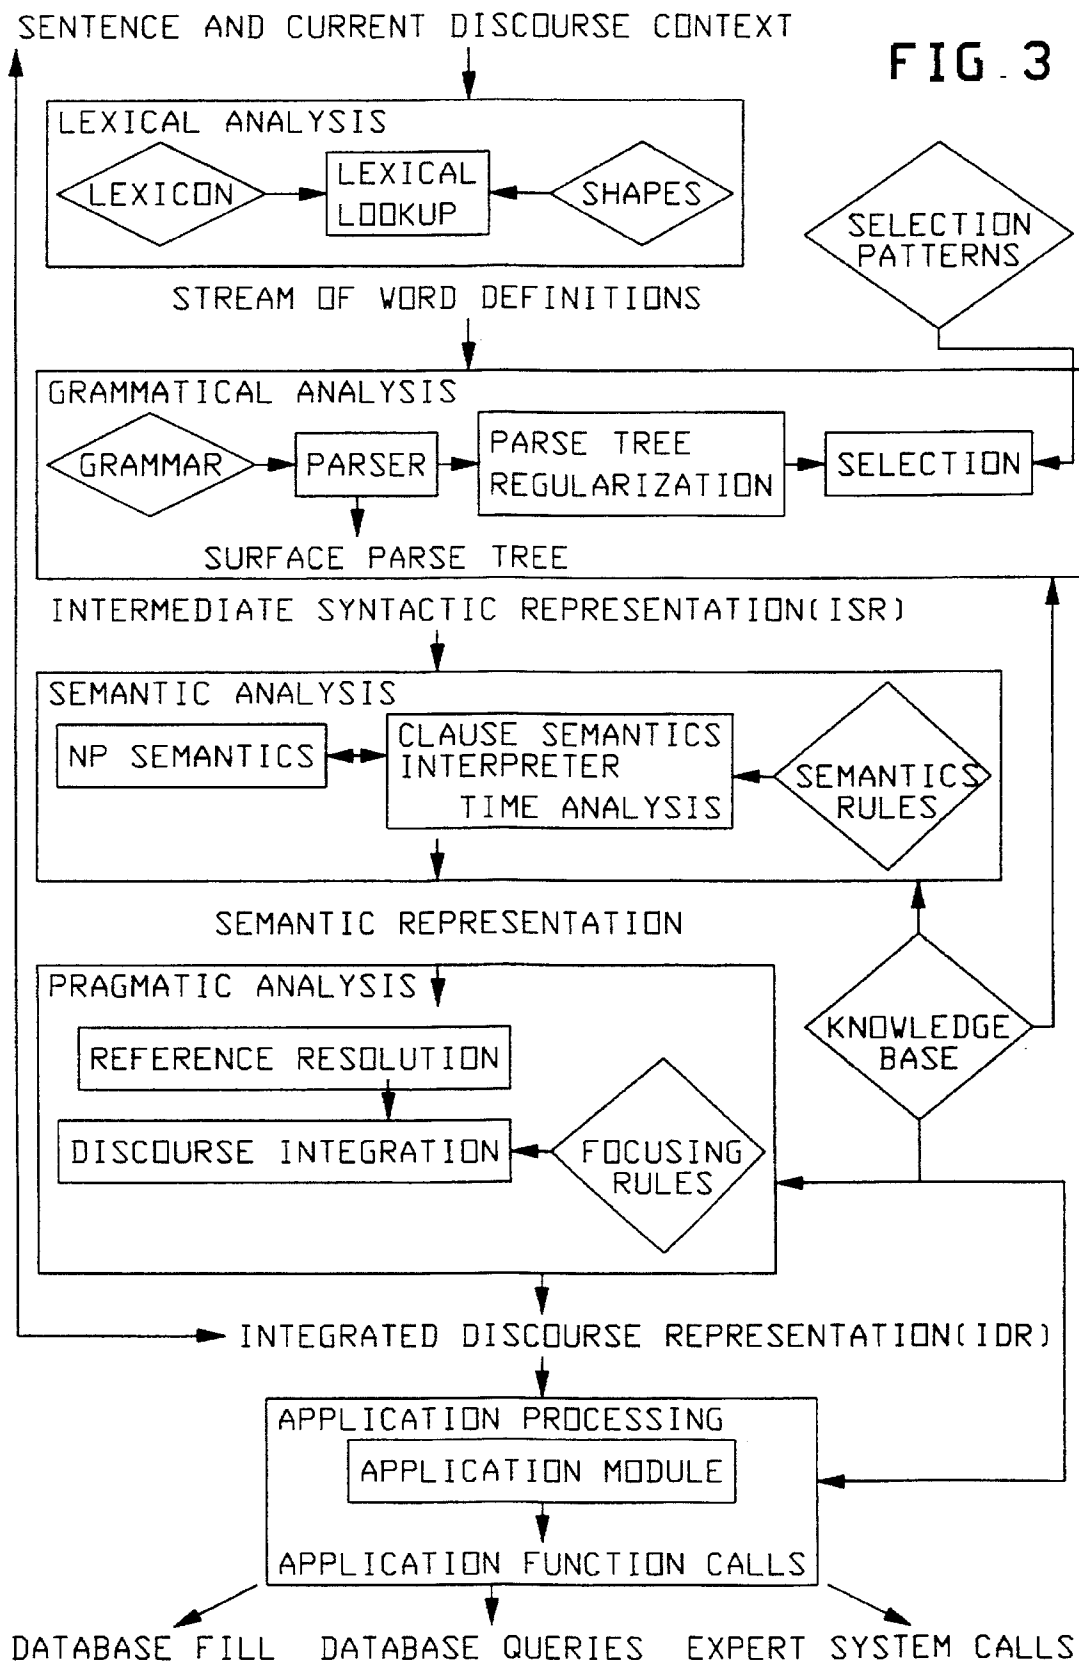 SENTENCE AND CURRENT DISCOURSE CONTEXT
FIG. 3
LEXICAL ANALYSIS
LEXICON
LEXICAL
LOOKUP
SHAPES
SELECTION
PATTERNS
STREAM OF WORD DEFINITIONS
GRAMMATICAL ANALYSIS
GRAMMAR
PARSER
PARSE TREE
REGULARIZATION
SELECTION
SURFACE PARSE TREE
INTERMEDIATE SYNTACTIC REPRESENTATION(ISR)
SEMANTIC ANALYSIS
NP SEMANTICS
CLAUSE SEMANTICS
INTERPRETER
TIME ANALYSIS
SEMANTICS
RULES
SEMANTIC REPRESENTATION
PRAGMATIC ANALYSIS
REFERENCE RESOLUTION
KNOWLEDGE
BASE
DISCOURSE INTEGRATION
FOCUSING
RULES
INTEGRATED DISCOURSE REPRESENTATION(IDR)
APPLICATION PROCESSING
APPLICATION MODULE
APPLICATION FUNCTION CALLS
DATABASE FILL
DATABASE QUERIES
EXPERT SYSTEM CALLS